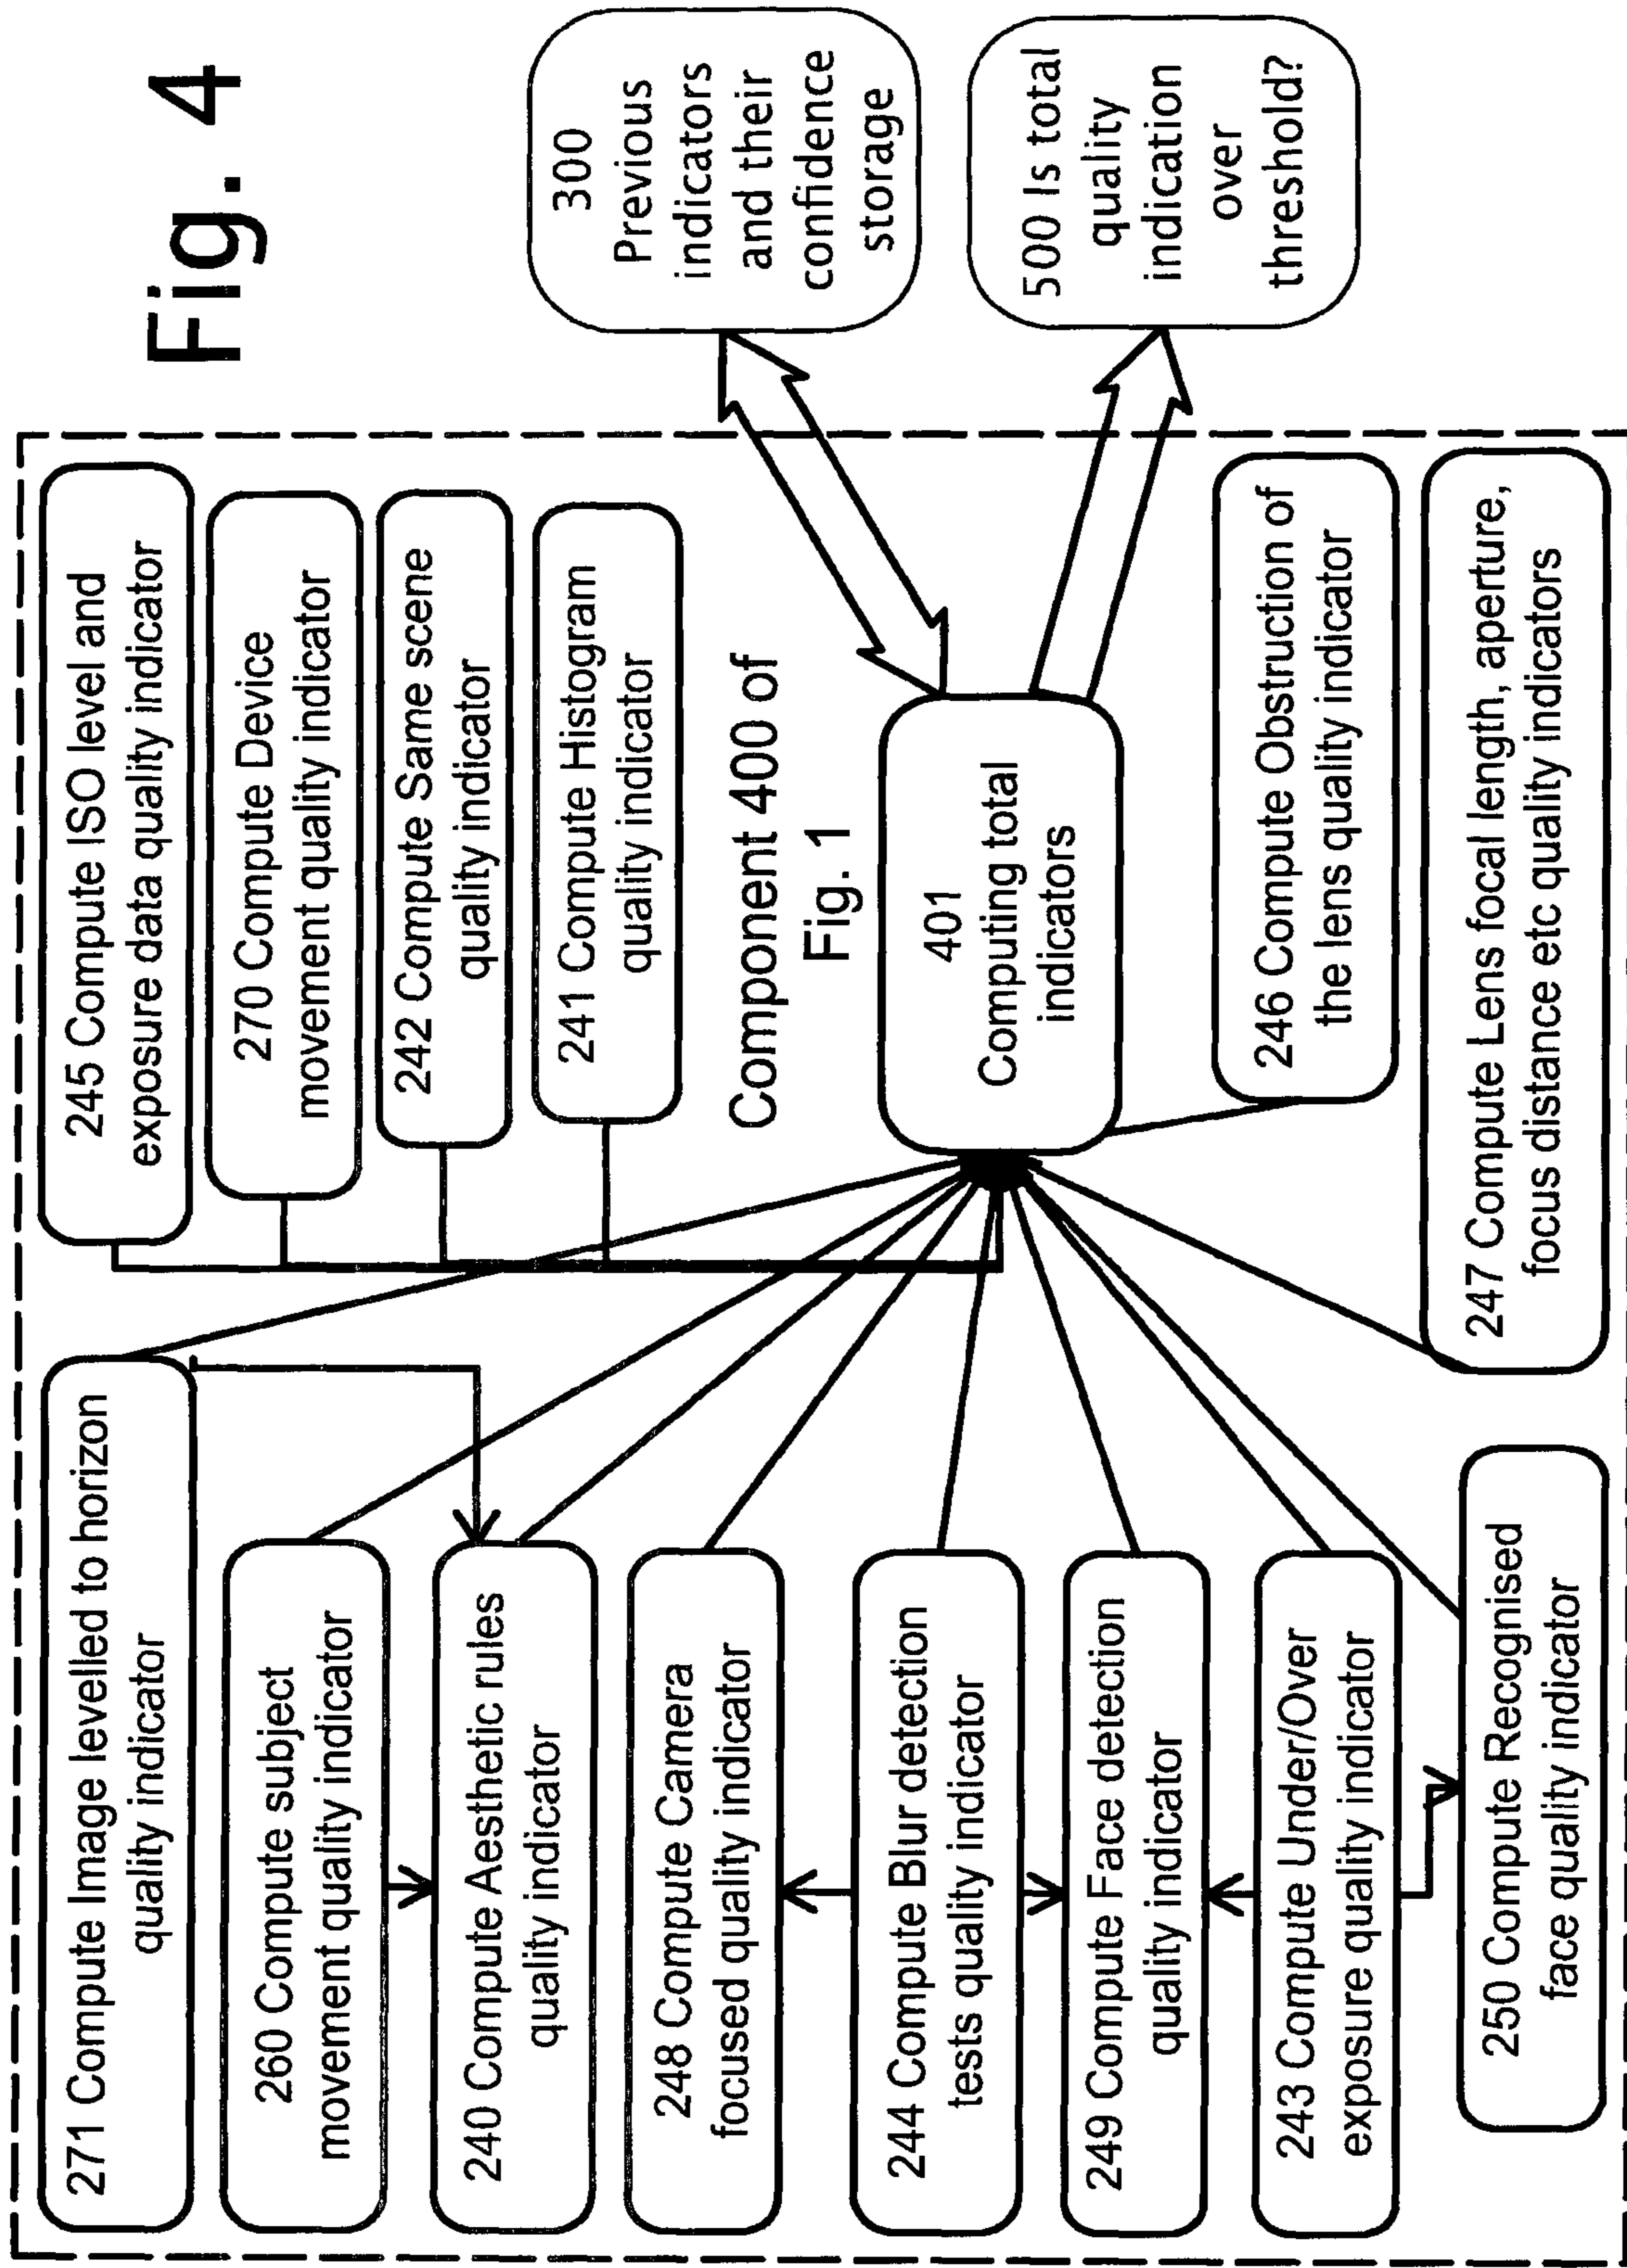 Fig. 4
271 Compute Image levelled to horizon
quality indicator
260 Compute subject
movement quality indicator
240 Compute Aesthetic rules
quality indicator
248 Compute Camera
focused quality indicator
244 Compute Blur detection
tests quality indicator
249 Compute Face detection
quality indicator
243 Compute Under/Over
exposure quality indicator
250 Compute Recognised
face quality indicator
245 Compute ISO level and
exposure data quality indicator
270 Compute Device
movement quality indicator
242 Compute Same scene
quality indicator
241 Compute Histogram
quality indicator
Component 400 of
Fig. 1
401
Computing total
indicators
246 Compute Obstruction of
the lens quality indicator
247 Compute Lens focal length, aperture,
focus distance etc quality indicators
300
Previous
indicators
and their
confidence
storage
500 Is total
quality
indication
over
threshold?